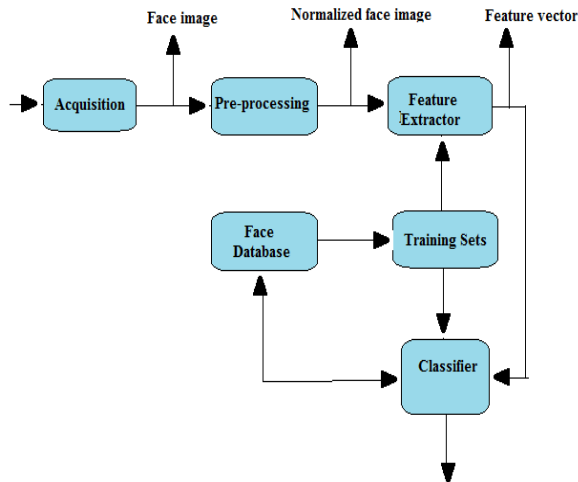 Face image
Normalized face image
Feature vector
Acquisition
Pre-processing
Feature
Extractor
Face
Database
Training Sets
Classifier